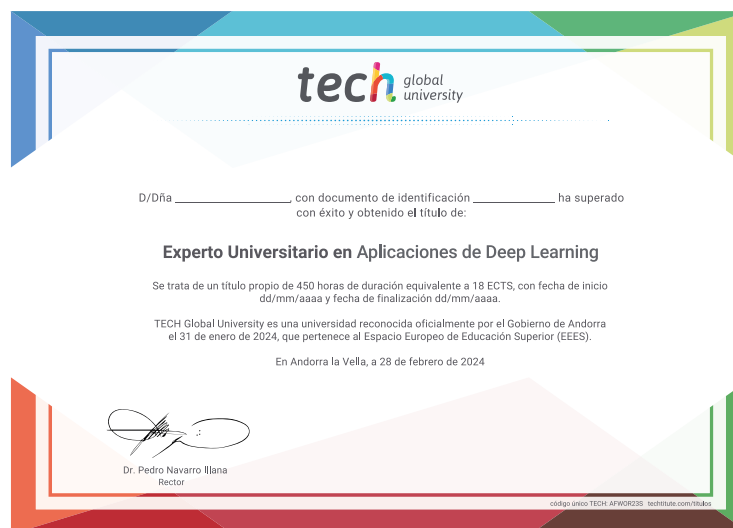 tech global university
D/Dña ____________, con documento de identificación ____________ ha superado
con éxito y obtenido el título de:
Experto Universitario en Aplicaciones de Deep Learning
Se trata de un título propio de 450 horas de duración equivalente a 18 ECTS, con fecha de inicio
dd/mm/aaaa y fecha de finalización dd/mm/aaaa.
TECH Global University es una universidad reconocida oficialmente por el Gobierno de Andorra
el 31 de enero de 2024, que pertenece al Espacio Europeo de Educación Superior (EEES).
En Andorra la Vella, a 28 de febrero de 2024
Dr. Pedro Navarro Illana
Rector
código único TECH: AFWOR23S techtitute.com/titulos